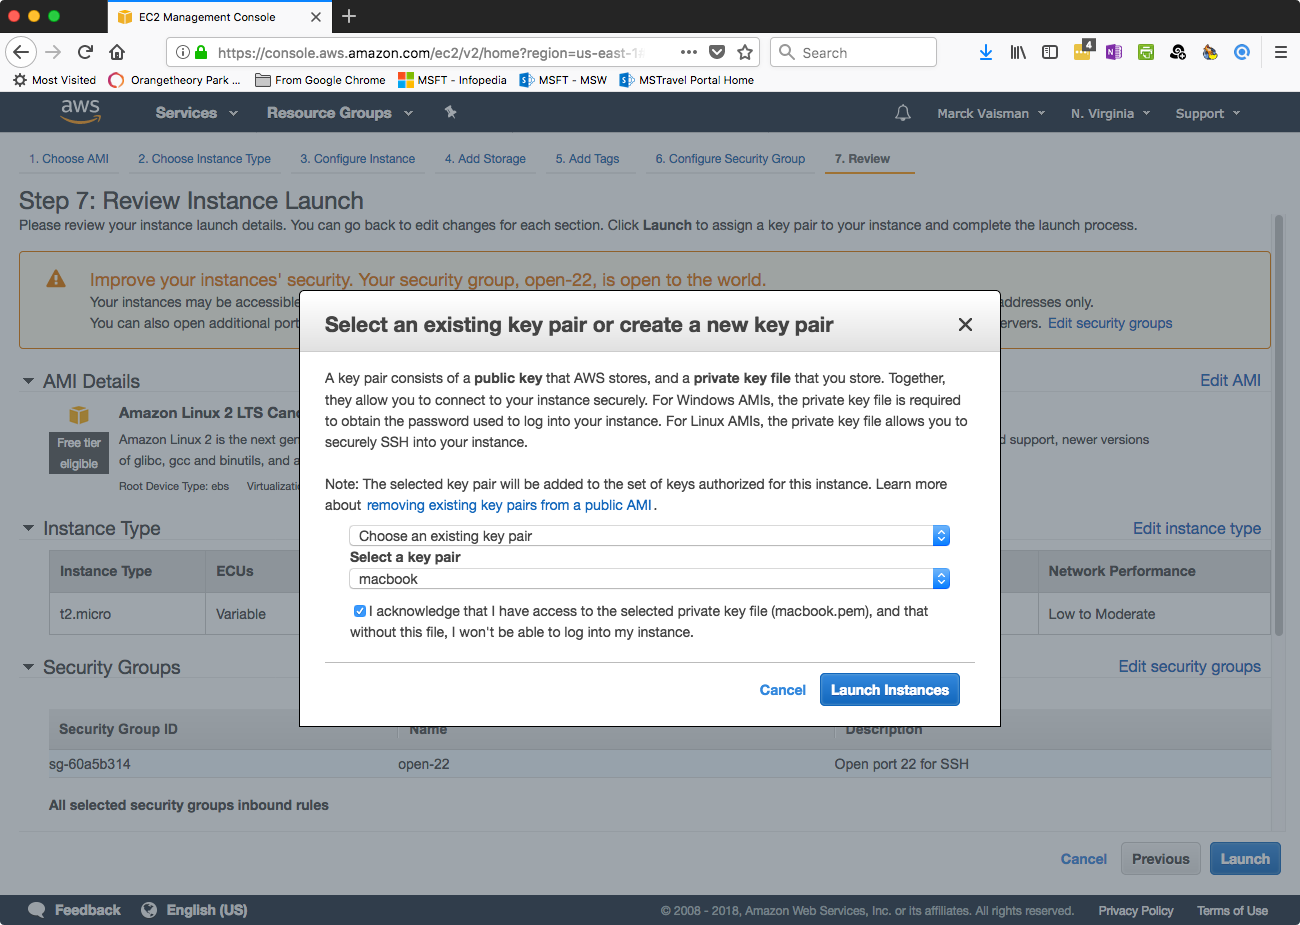 EC2 Management Console
https://console.aws.amazon.com/ec2/v2/home?region=us-east-1
Search
4
Most Visited
Orangetheory Park ...
From Google Chrome
MSFT - Infopedia
MSFT - MSW
MSTravel Portal Home
aws
Services
Resource Groups
Marck Vaisman
N. Virginia
Support
1. Choose AMI
2. Choose Instance Type
3. Configure Instance
4. Add Storage
5. Add Tags
6. Configure Security Group
7. Review
Step 7: Review Instance Launch
Please review your instance launch details. You can go back to edit changes for each section. Click Launch to assign a key pair to your instance and complete the launch process.
Improve your instances' security. Your security group, open-22, is open to the world.
Your instances may be accessible
addresses only.
You can also open additional port
ervers. Edit security groups
Select an existing key pair or create a new key pair
A key pair consists of a public key that AWS stores, and a private key file that you store. Together,
they allow you to connect to your instance securely. For Windows AMIs, the private key file is required
to obtain the password used to log into your instance. For Linux AMIs, the private key file allows you to
securely SSH into your instance.
Note: The selected key pair will be added to the set of keys authorized for this instance. Learn more
about removing existing key pairs from a public AMI.
Choose an existing key pair
Select a key pair
macbook
I acknowledge that I have access to the selected private key file (macbook.pem), and that
without this file, I won't be able to log into my instance.
Cancel
Launch Instances
AMI Details
Edit AMI
Amazon Linux 2 LTS Can
Free tier
eligible
Amazon Linux 2 is the next gen
d support, newer versions
of glibc, gcc and binutils, and a
Root Device Type: ebs
Virtualizatio
Instance Type
Edit instance type
Instance Type
ECUs
Network Performance
t2.micro
Variable
Low to Moderate
Security Groups
Edit security groups
Security Group ID
Name
Description
sg-60a5b314
open-22
Open port 22 for SSH
All selected security groups inbound rules
Cancel
Previous
Launch
Feedback
English (US)
© 2008 - 2018, Amazon Web Services, Inc. or its affiliates. All rights reserved.
Privacy Policy
Terms of Use